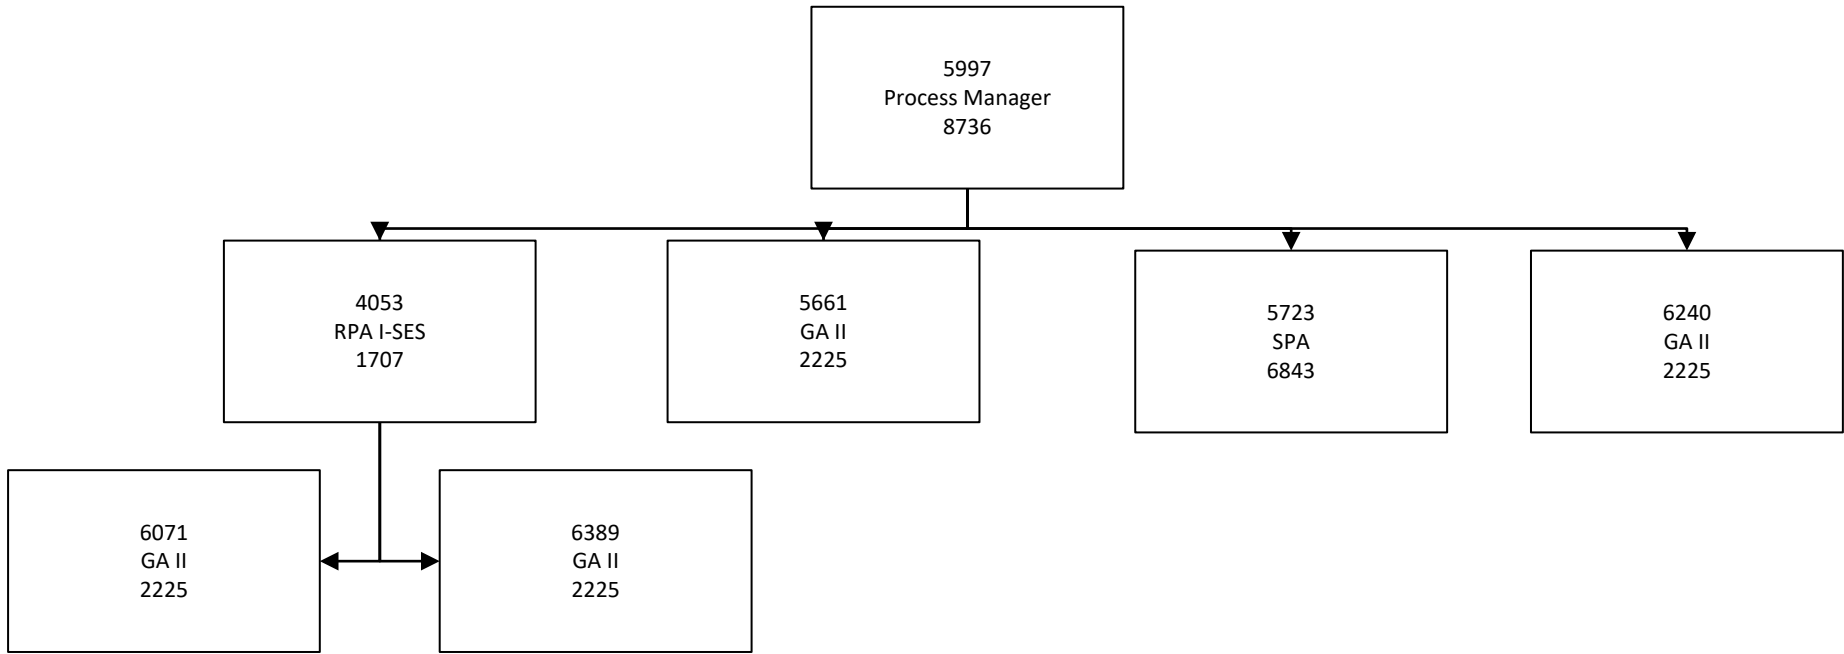 5997
Process Manager
8736
4053
RPA I-SES
1707
5661
GA II
2225
5723
SPA
6843
6240
GA II
2225
6071
GA II
2225
6389
GA II
2225